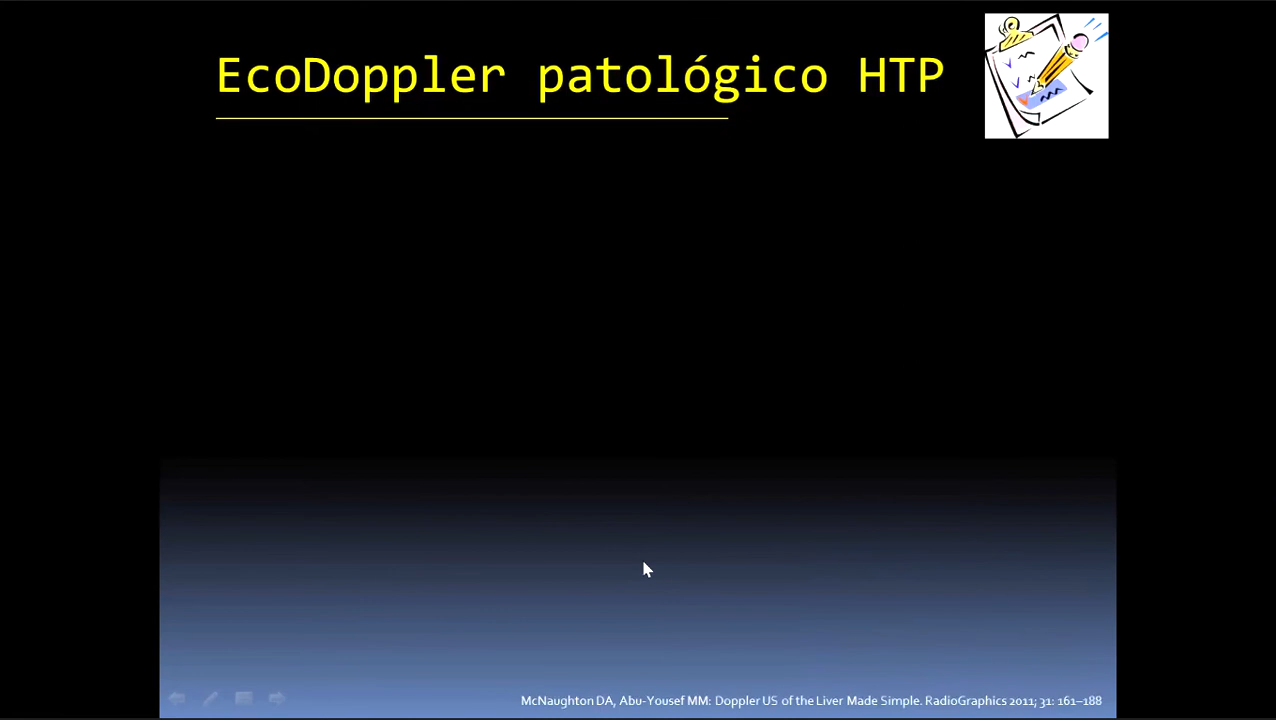 EcoDoppler patológico HTP
McNaughton DA, Abu-Yousef MM: Doppler US of the Liver Made Simple. RadioGraphics 2011; 31: 161–188